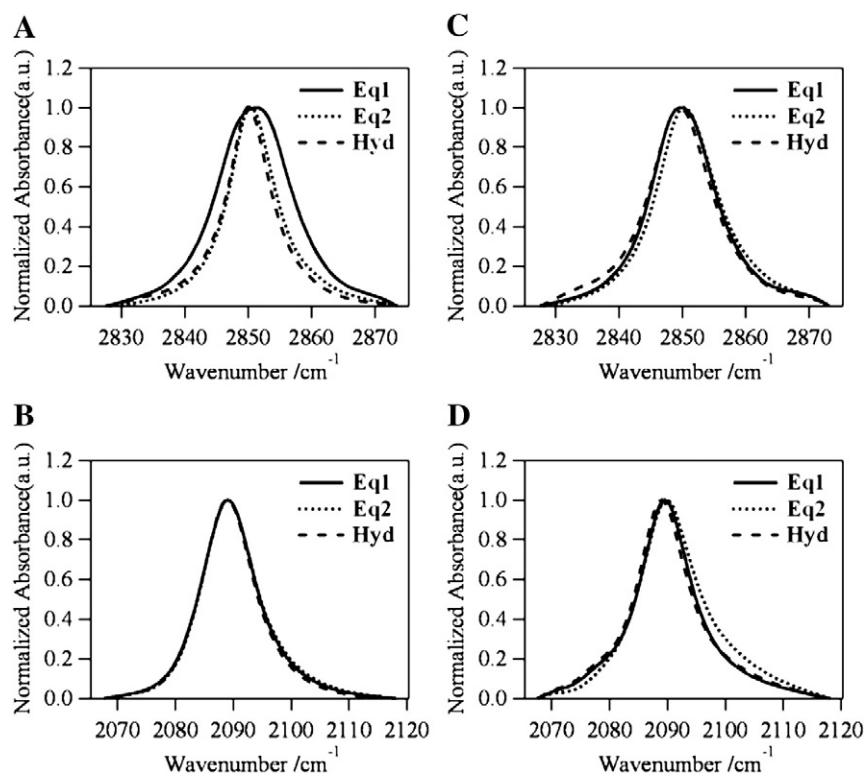 A
Normalized Absorbance(a.u.)
1.2
1.0
0.8
0.6
0.4
0.2
0.0
Eq1
Eq2
Hyd
2830 2840 2850 2860 2870
Wavenumber /cm-1
C
Normalized Absorbance(a.u.)
1.2
1.0
0.8
0.6
0.4
0.2
0.0
Eq1
Eq2
Hyd
2830 2840 2850 2860 2870
Wavenumber /cm-1
B
Normalized Absorbance(a.u.)
1.2
1.0
0.8
0.6
0.4
0.2
0.0
Eq1
Eq2
Hyd
2070 2080 2090 2100 2110 2120
Wavenumber /cm-1
D
Normalized Absorbance(a.u.)
1.2
1.0
0.8
0.6
0.4
0.2
0.0
Eq1
Eq2
Hyd
2070 2080 2090 2100 2110 2120
Wavenumber /cm-1